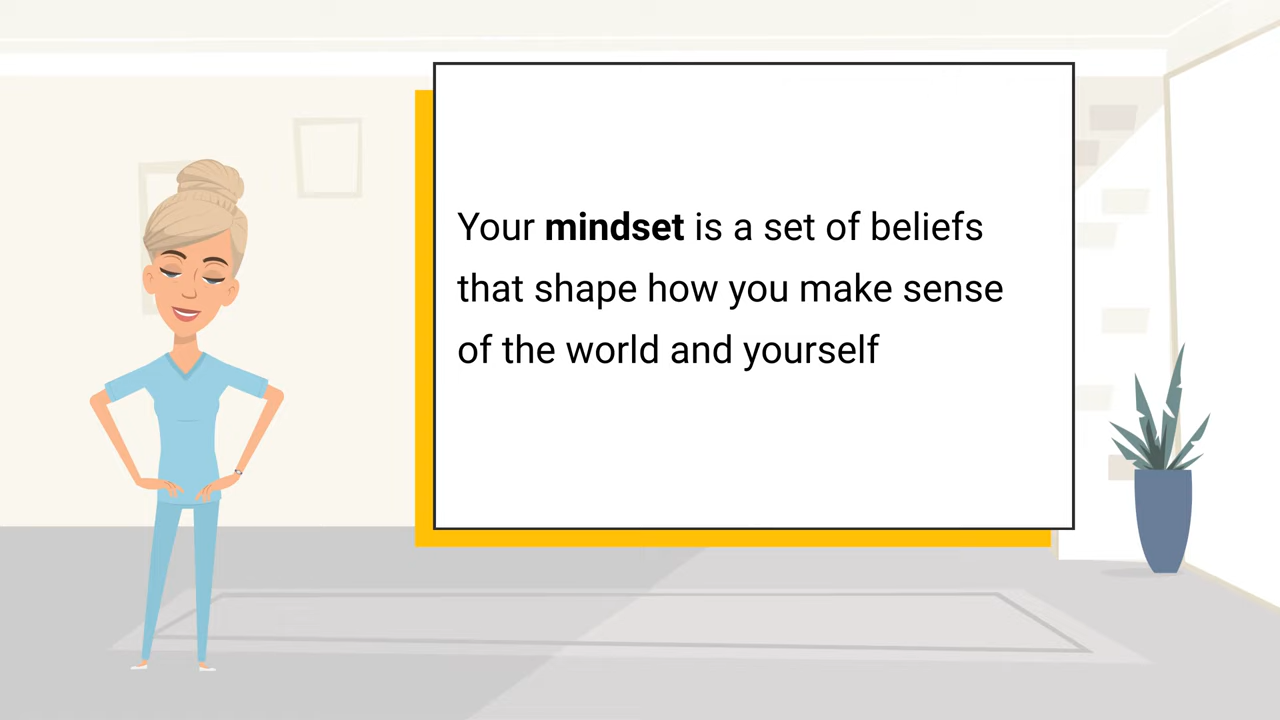 Your mindset is a set of beliefs
that shape how you make sense
of the world and yourself